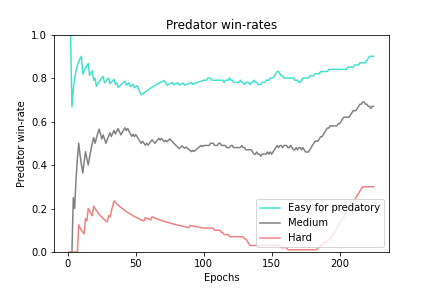 Predator win-rates
Predator win-rate
1.0
0.8
0.6
0.4
0.2
0.0
0
50
100
150
200
Epochs
Easy for predatory
Medium
Hard